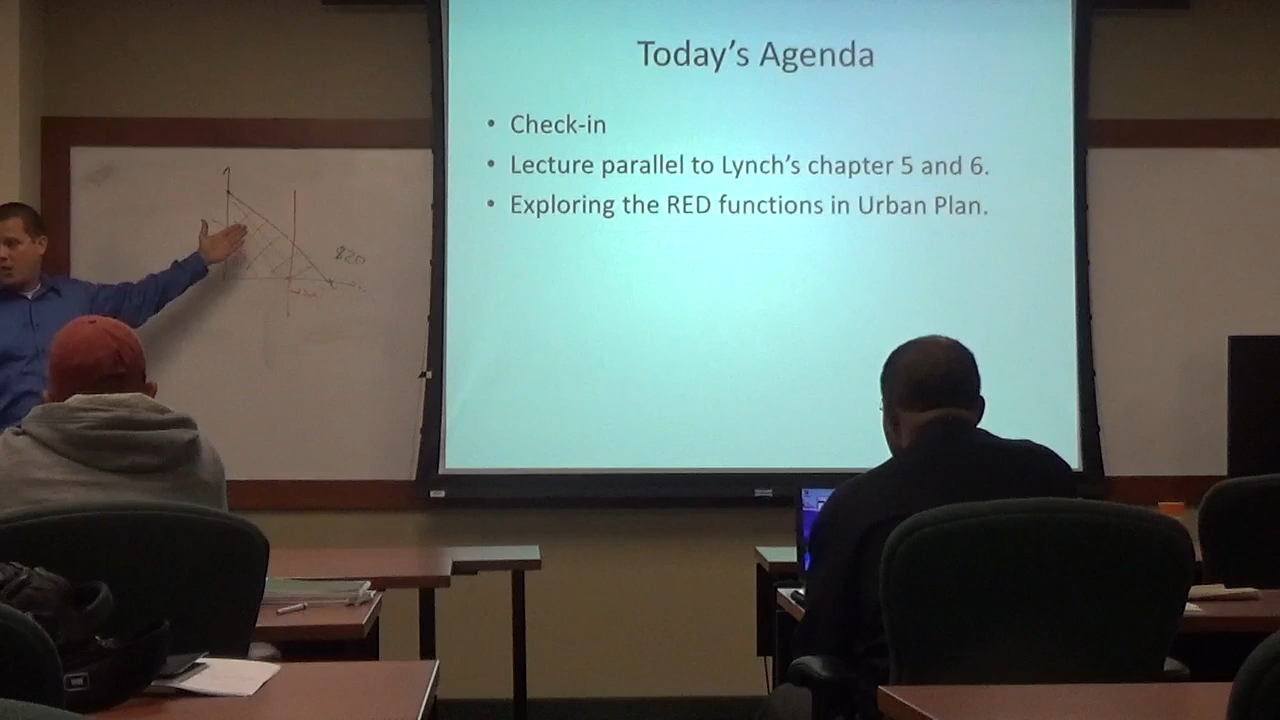 Today's Agenda
• Check-in
• Lecture parallel to Lynch's chapter 5 and 6.
• Exploring the RED functions in Urban Plan.
$20